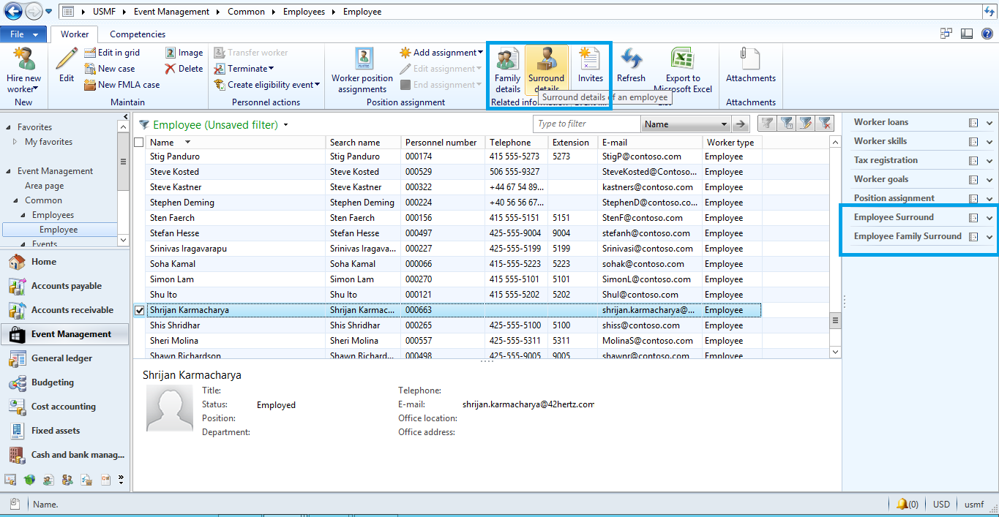 USMF Event Management Common Employees Employee
File Worker Competencies
Hire new worker
New
Edit
Edit in grid
New case
New FMLA case
Image
Delete
Maintain
Transfer worker
Terminate
Create eligibility event
Personnel actions
Worker position assignments
Add assignment
Edit assignment
End assignment
Position assignment
Family details
Surround details
Related information
Invites
Refresh
Export to Microsoft Excel
Surround details of an employee
Attachments
Attachments
Favorites
My favorites
Event Management
Area page
Common
Employees
Employee
Events
Home
Accounts payable
Accounts receivable
Event Management
General ledger
Budgeting
Cost accounting
Fixed assets
Cash and bank manag...
Employee (Unsaved filter)
Type to filter Name
Name Search name Personnel number Telephone Extension E-mail Worker type
Stig Panduro Stig Panduro 000174 415 555-5273 5273 StigP@contoso.com Employee
Steve Kosted Steve Kosted 000529 506 555-9327 SteveKosted@Contoso... Employee
Steve Kastner Steve Kastner 000322 +44 67 54 89... kastners@contoso.com Employee
Stephen Deming Stephen Deming 000224 +40 56 56 67... StephenD@contoso.co... Employee
Sten Faerch Sten Faerch 000156 415 555-5151 5151 StenF@contoso.com Employee
Stefan Hesse Stefan Hesse 000497 425-555-9004 9004 stefanh@contoso.com Employee
Srinivas Iragavarapu Srinivas Iragava... 000227 425-555-5199 5199 Srinivasi@contoso.com Employee
Soha Kamal Soha Kamal 000066 415-555-5223 5223 sohak@contoso.com Employee
Simon Lam Simon Lam 000270 415 555-5101 5101 SimonL@contoso.com Employee
Shu Ito Shu Ito 000121 415 555-5202 5202 ShuI@contoso.com Employee
Shrijan Karmacharya Shrijan Karmac... 000663 shrijan.karmacharya@... Employee
Shis Shridhar Shis Shridhar 000265 425-555-5100 5100 shiss@contoso.com Employee
Sheri Molina Sheri Molina 000557 425-555-5311 5311 MolinaS@contoso.com Employee
Shawn Richardson Shawn Richard... 000498 425-555-9005 9005 shawnr@contoso.com Employee
Shrijan Karmacharya
Title:
Status: Employed
Position:
Department:
Telephone:
E-mail: shrijan.karmacharya@42hertz.com
Office location:
Office address:
Worker loans
Worker skills
Tax registration
Worker goals
Position assignment
Employee Surround
Employee Family Surround
Name. (0) USD usmf